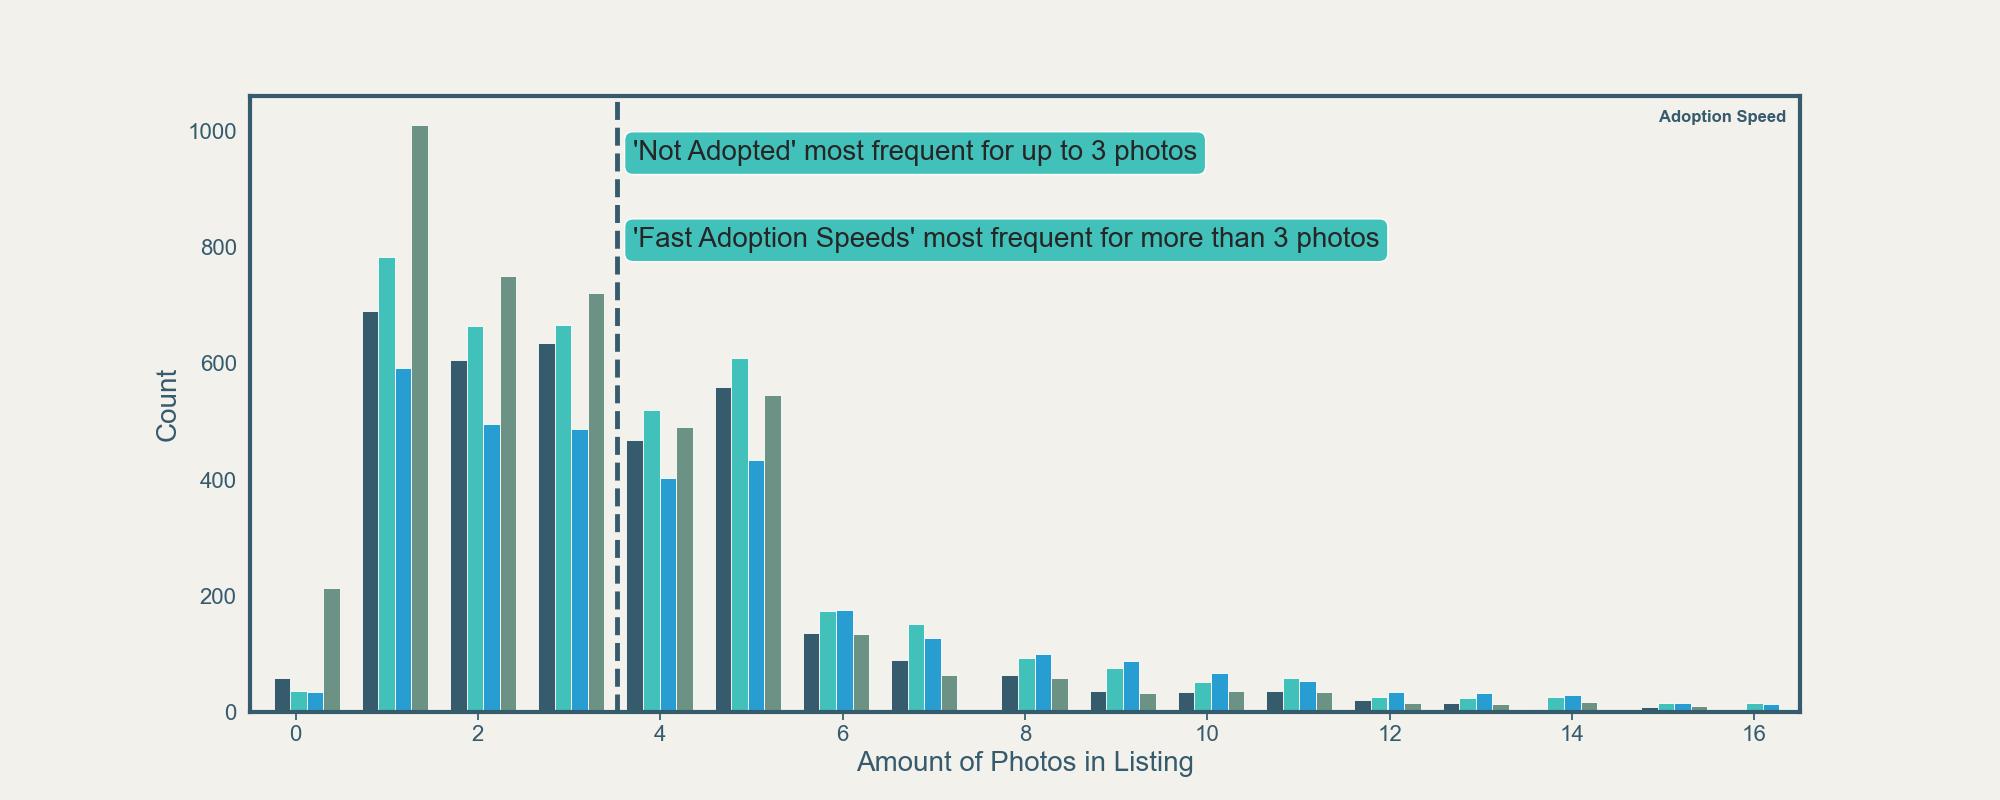 Adoption Speed
'Not Adopted' most frequent for up to 3 photos
'Fast Adoption Speeds' most frequent for more than 3 photos
Count
1000
800
600
400
200
0
0 2 4 6 8 10 12 14 16
Amount of Photos in Listing